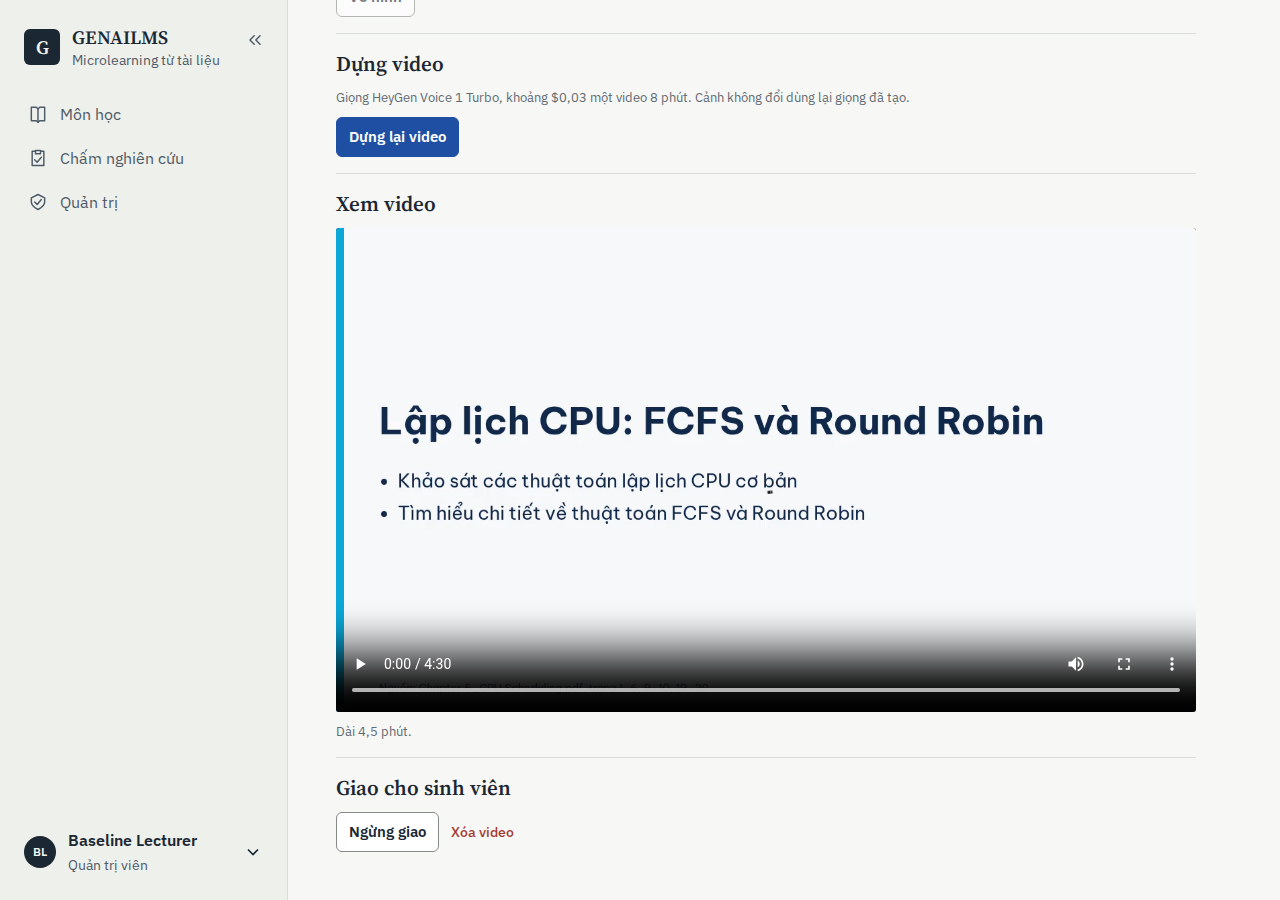 G
GENAILMS
Microlearning từ tài liệu
Môn học
Chấm nghiên cứu
Quản trị
Dựng video
Giọng HeyGen Voice 1 Turbo, khoảng $0,03 một video 8 phút. Cảnh không đổi dùng lại giọng đã tạo.
Dựng lại video
Xem video
Lập lịch CPU: FCFS và Round Robin
• Khảo sát các thuật toán lập lịch CPU cơ bản
• Tìm hiểu chi tiết về thuật toán FCFS và Round Robin
0:00 / 4:30
Dài 4,5 phút.
Giao cho sinh viên
Ngừng giao
Xóa video
BL
Baseline Lecturer
Quản trị viên